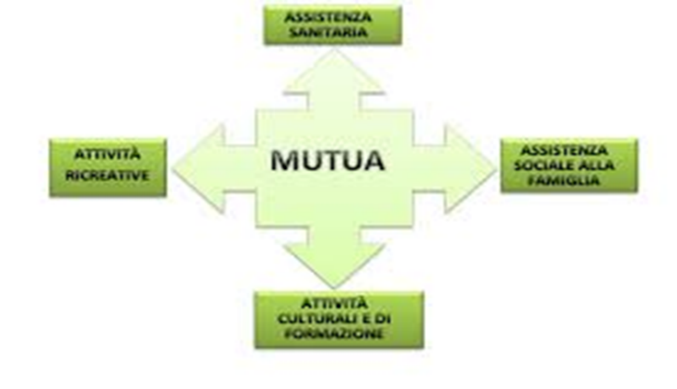 ASSISTENZA
SANITARIA
ATTIVITÀ
RICREATIVE
MUTUA
ASSISTENZA
SOCIALE ALLA
FAMIGLIA
ATTIVITÀ
CULTURALI E DI
FORMAZIONE